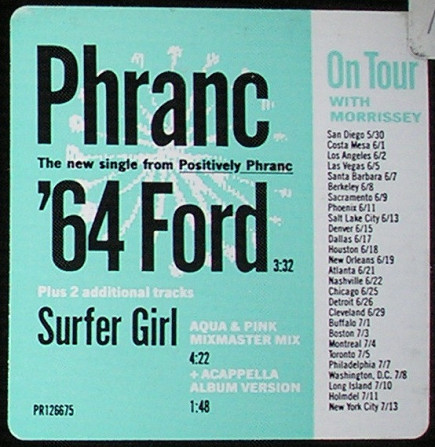 Phranc
The new single from Positively Phranc
'64 Ford 3:32
Plus 2 additional tracks
Surfer Girl
AQUA & PINK
MIXMASTER MIX
4:22
+ ACAPPELLA
ALBUM VERSION
1:48
PR126675
On Tour
WITH
MORRISSEY
San Diego 5/30
Costa Mesa 6/1
Los Angeles 6/2
Las Vegas 6/5
Santa Barbara 6/7
Berkeley 6/8
Sacramento 6/9
Phoenix 6/11
Salt Lake City 6/13
Denver 6/15
Dallas 6/17
Houston 6/18
New Orleans 6/19
Atlanta 6/21
Nashville 6/22
Chicago 6/25
Detroit 6/26
Cleveland 6/29
Buffalo 7/1
Boston 7/3
Montreal 7/4
Toronto 7/5
Philadelphia 7/7
Washington, D.C. 7/8
Long Island 7/10
Holmdel 7/11
New York City 7/13